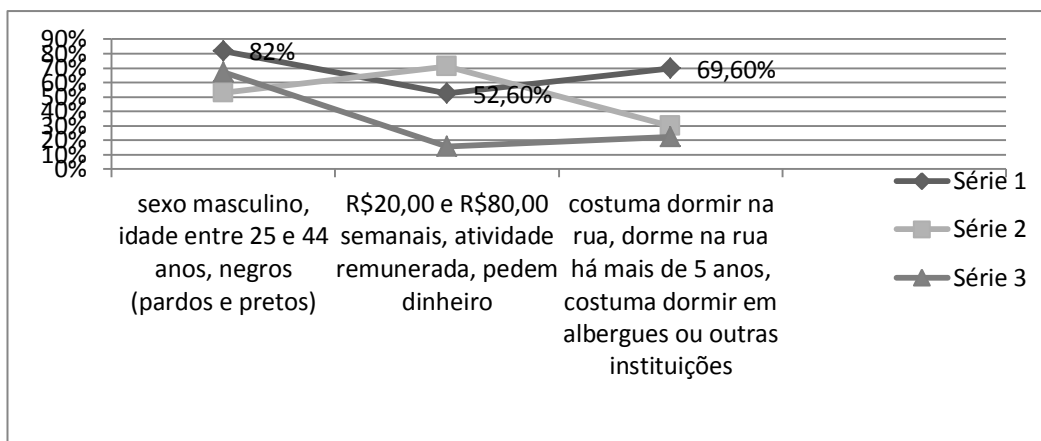 90%
80%
70%
60%
50%
40%
30%
20%
10%
0%
82%
52,60%
69,60%
sexo masculino,
idade entre 25 e 44
anos, negros
(pardos e pretos)
R$20,00 e R$80,00
semanais, atividade
remunerada, pedem
dinheiro
costuma dormir na
rua, dorme na rua
há mais de 5 anos,
costuma dormir em
albergues ou outras
instituições
Série 1
Série 2
Série 3